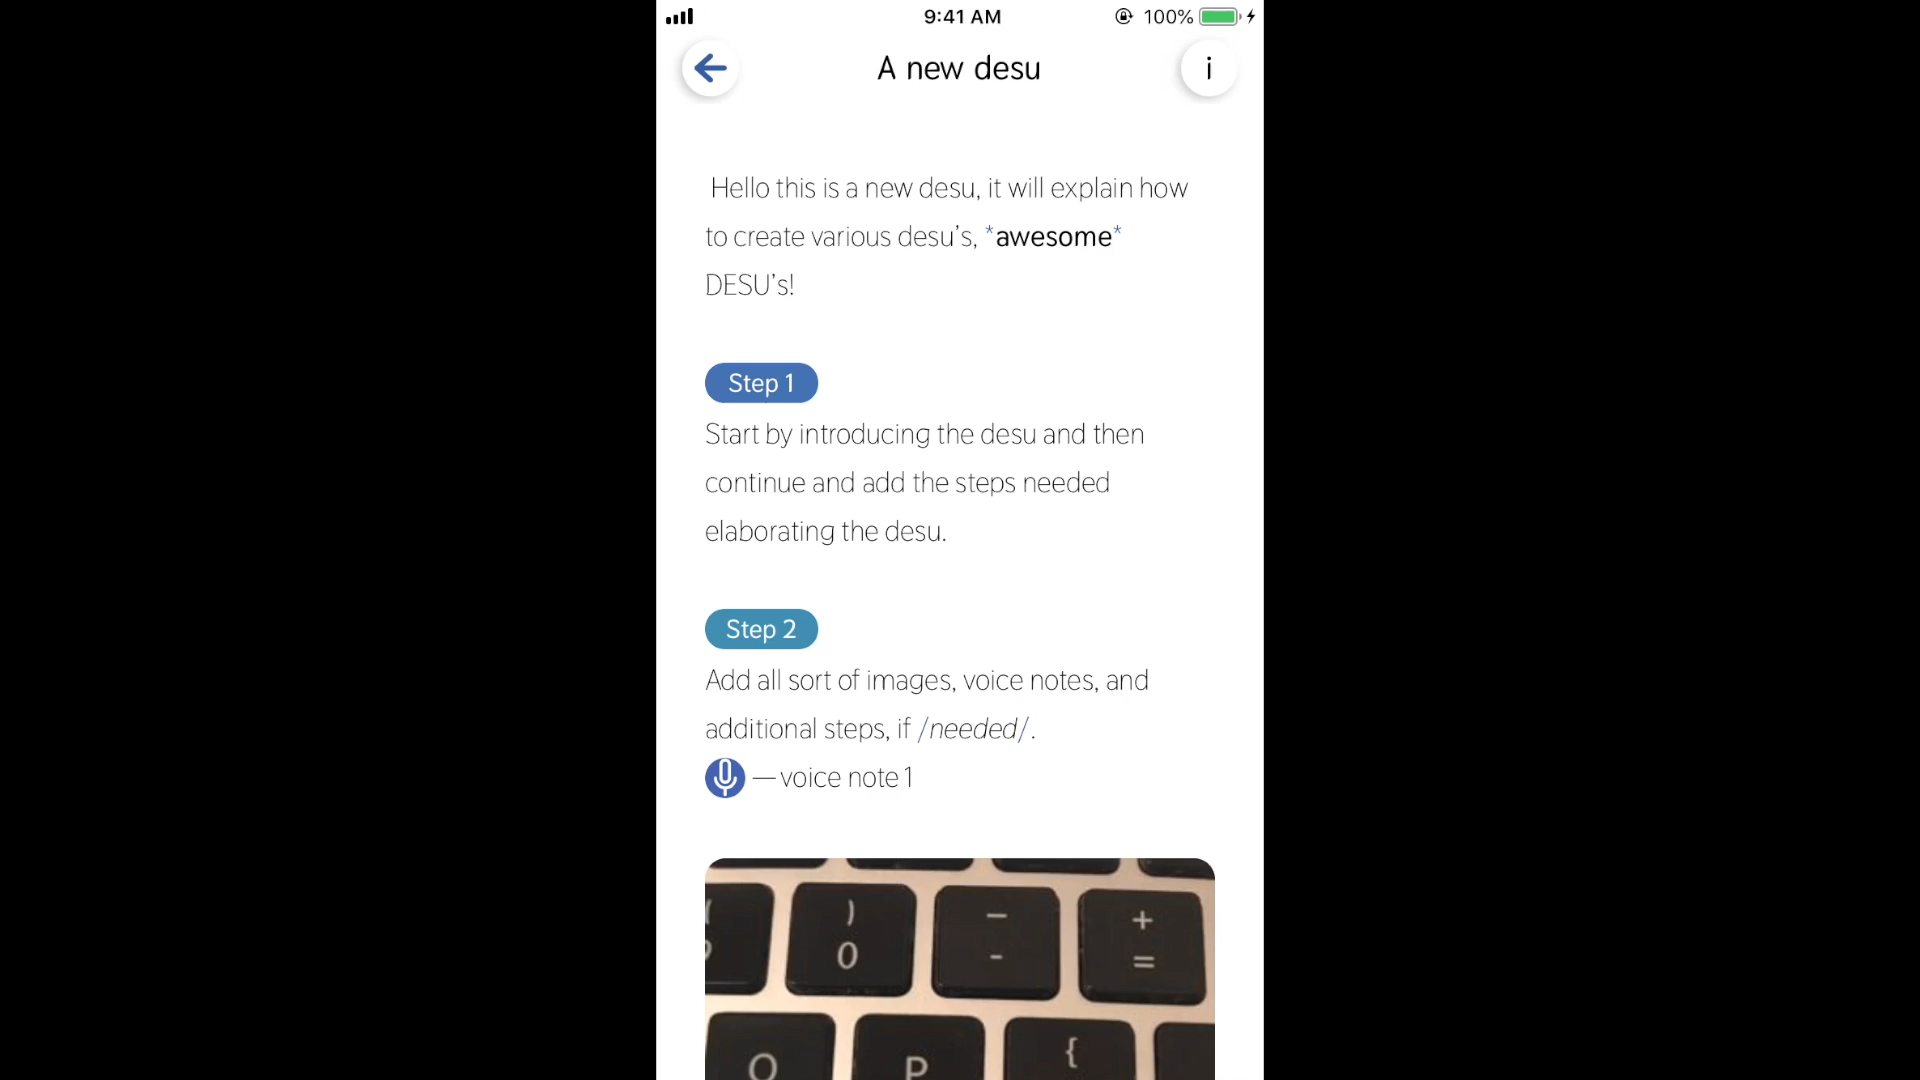 9:41 AM
100%
A new desu
i
Hello this is a new desu, it will explain how
to create various desu's, *awesome*
DESU's!
Step 1
Start by introducing the desu and then
continue and add the steps needed
elaborating the desu.
Step 2
Add all sort of images, voice notes, and
additional steps, if /needed/.
— voice note 1
) _ +
0 - =
O P {